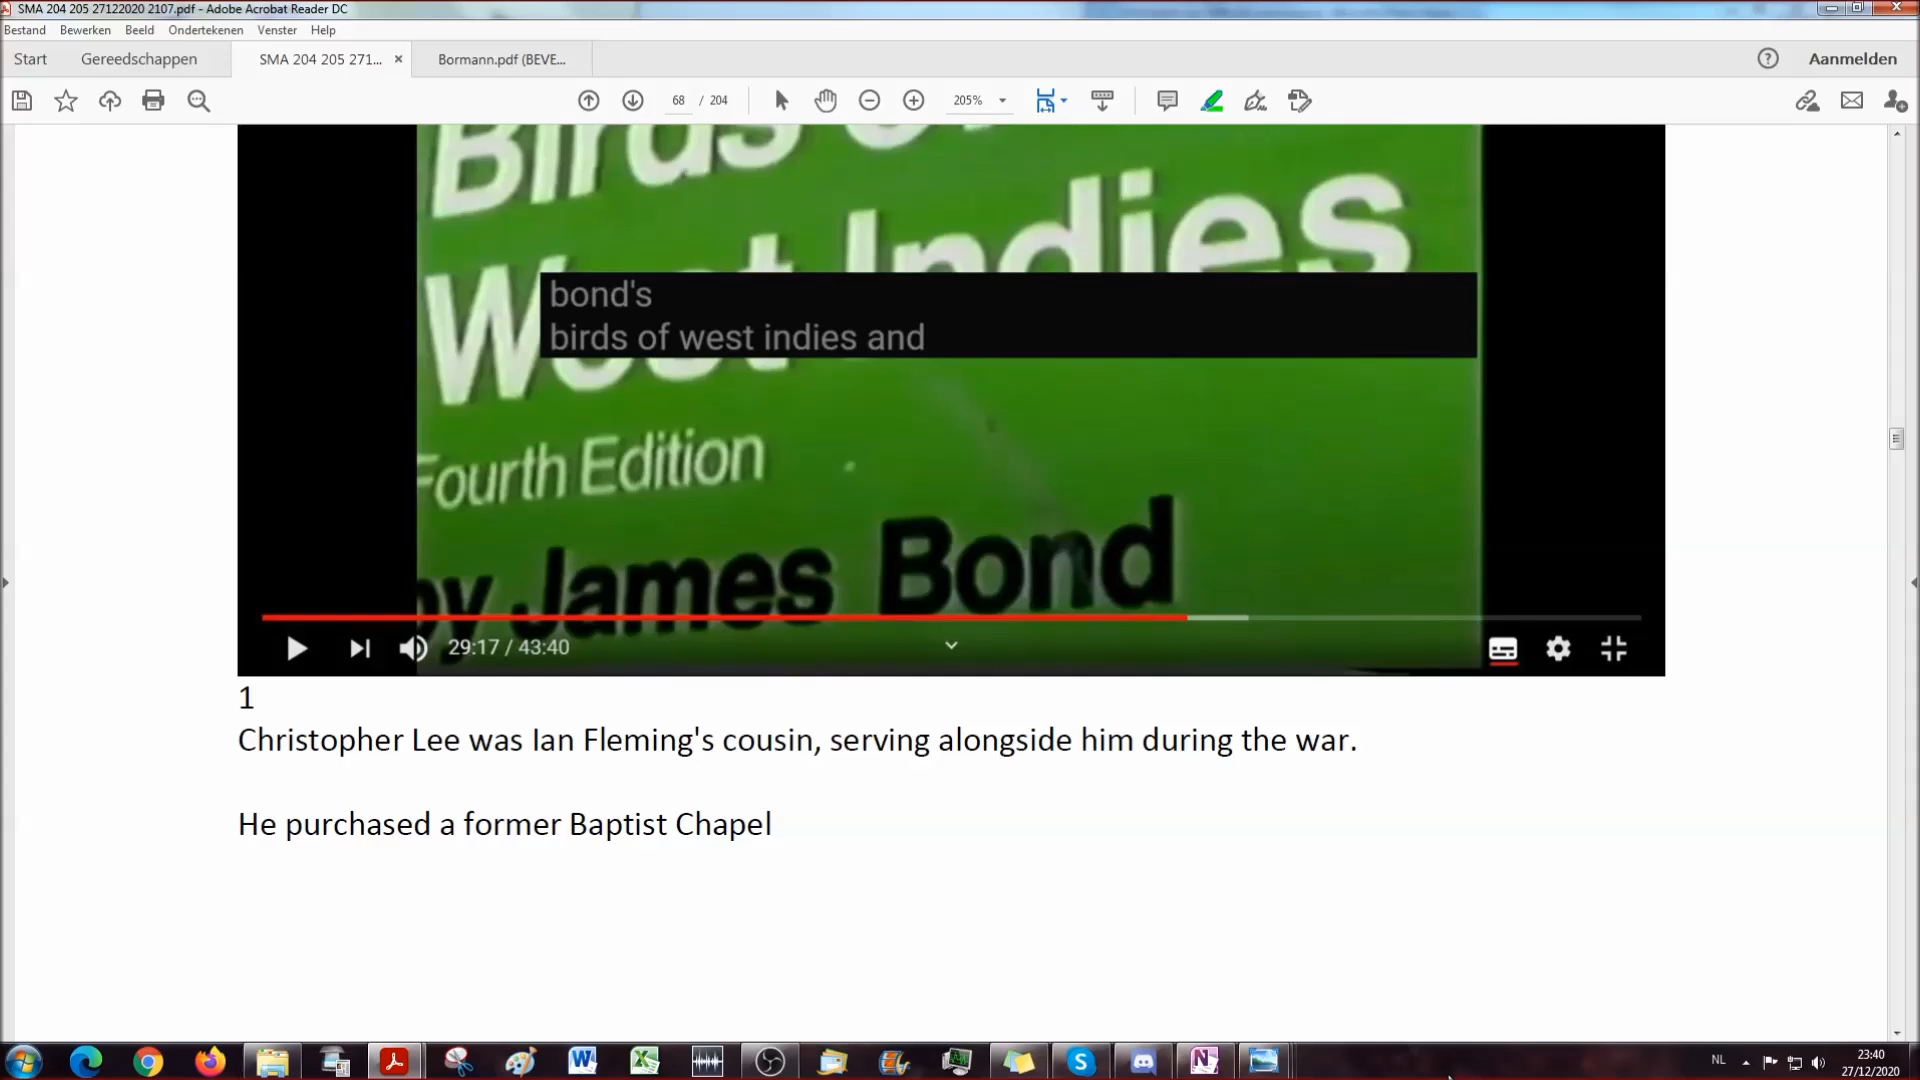 SMA 204 205 27122020 2107.pdf - Adobe Acrobat Reader DC
Bestand Bewerken Beeld Ondertekenen Venster Help
Start Gereedschappen SMA 204 205 271... × Bormann.pdf (BEVE... Aanmelden
68 / 204 205%
Birds
West Indies
bond's
birds of west indies and
Fourth Edition
by James Bond
29:17 / 43:40
1
Christopher Lee was Ian Fleming's cousin, serving alongside him during the war.
He purchased a former Baptist Chapel
NL 23:40
27/12/2020